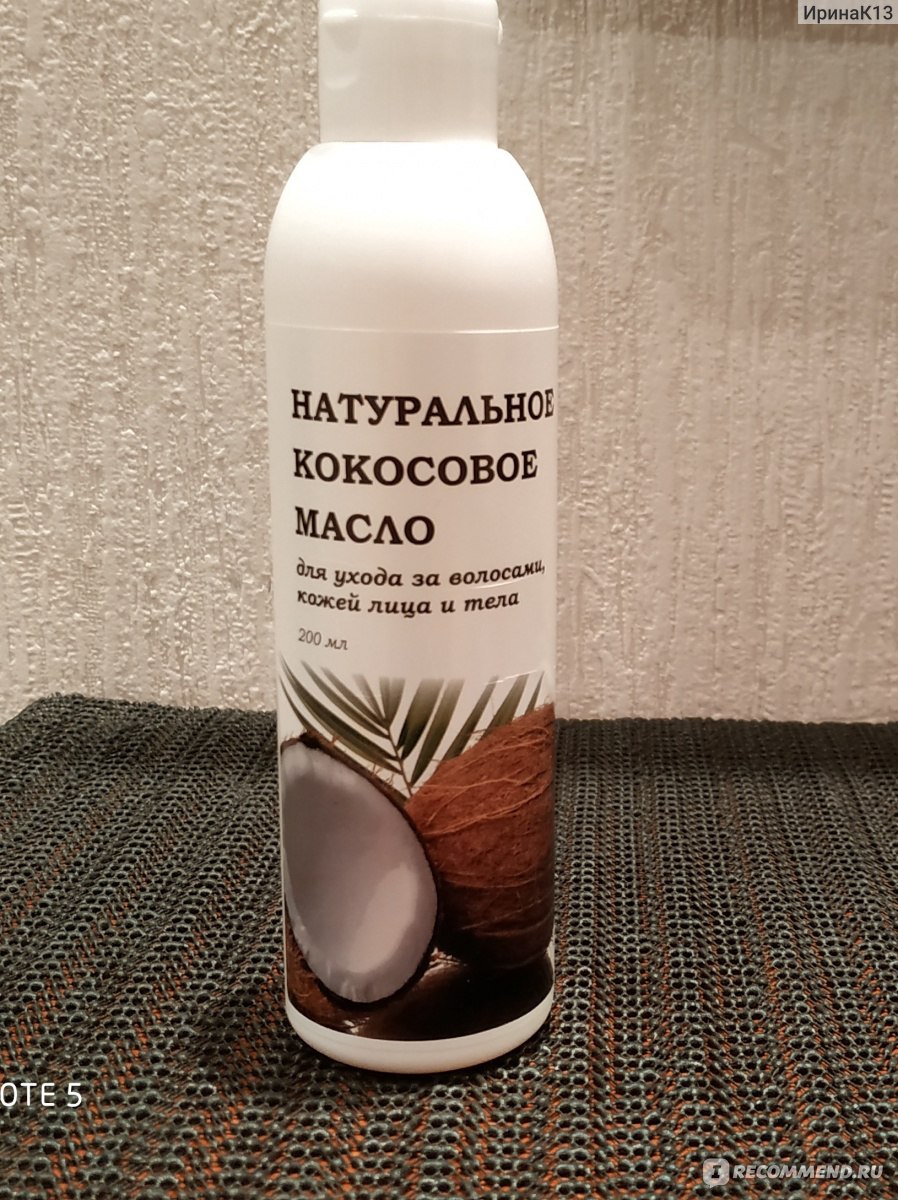 ИринаК13
НАТУРАЛЬНОЕ
КОКОСОВОЕ
МАСЛО
для ухода за волосами,
кожей лица и тела
200 мл
OTE 5
RECOMMEND.RU